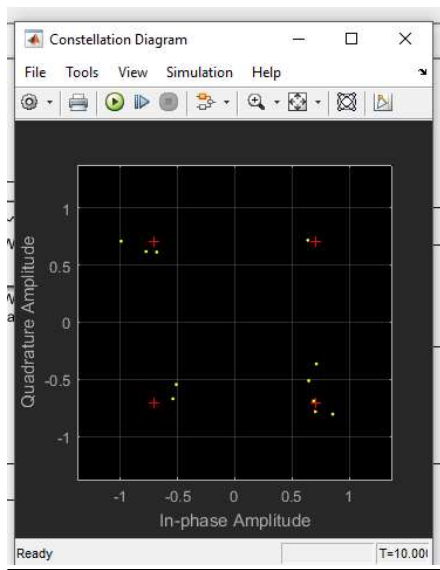 Constellation Diagram
File Tools View Simulation Help
1
0.5
0
-0.5
-1
Quadrature Amplitude
-1 -0.5 0 0.5 1
In-phase Amplitude
Ready T=10.00